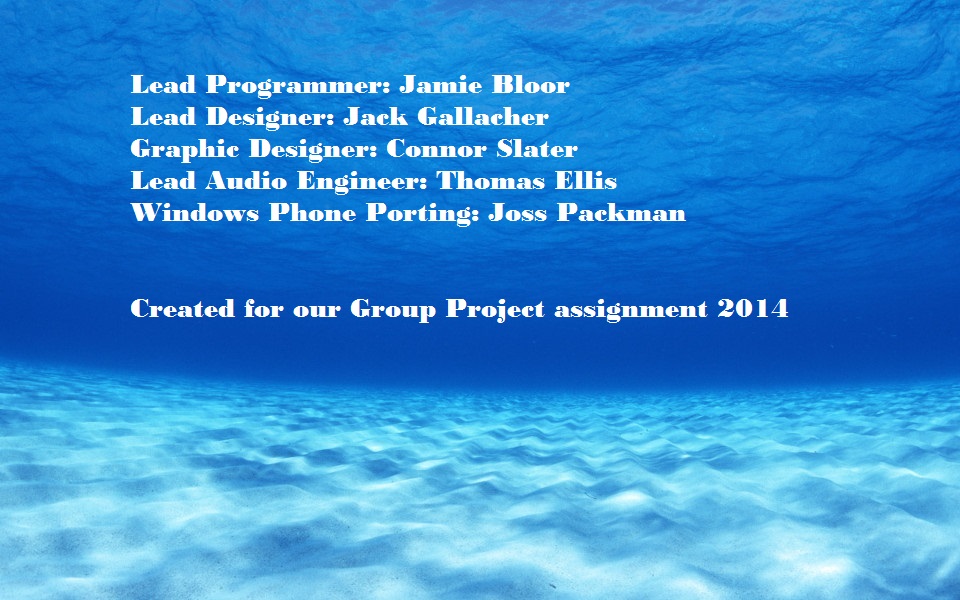 Lead Programmer: Jamie Bloor
Lead Designer: Jack Gallacher
Graphic Designer: Connor Slater
Lead Audio Engineer: Thomas Ellis
Windows Phone Porting: Joss Packman
Created for our Group Project assignment 2014